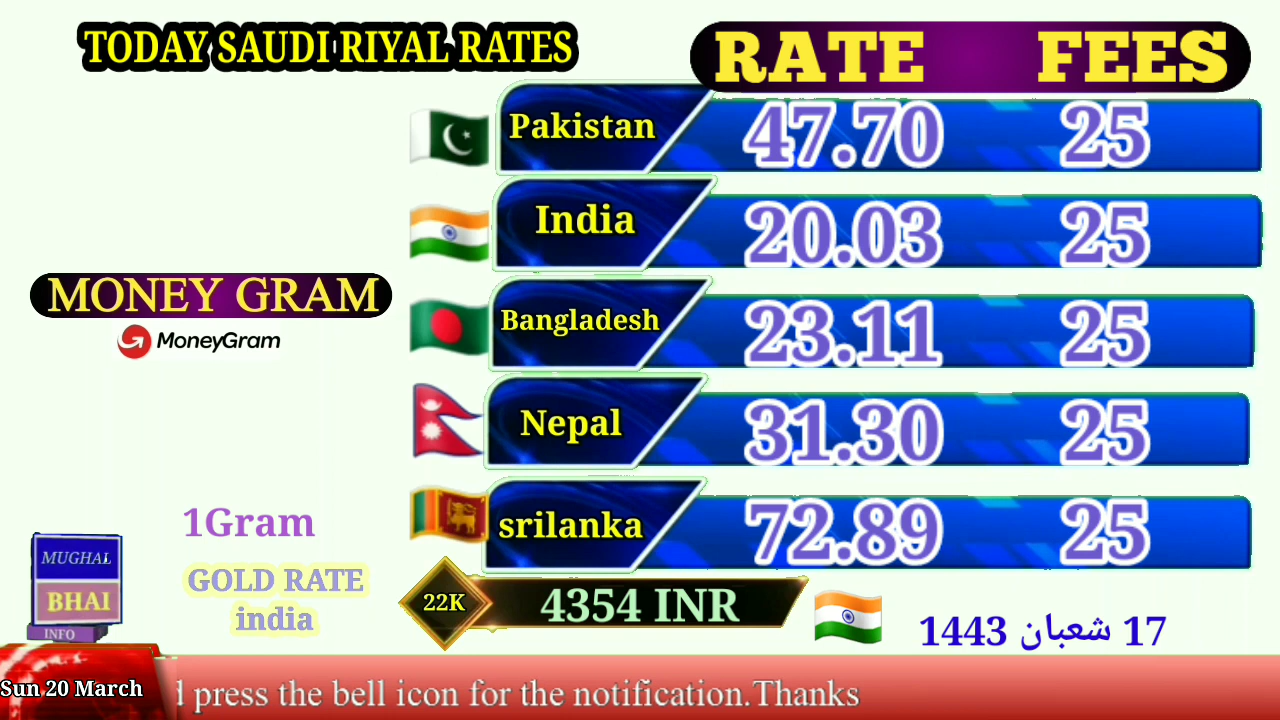 TODAY SAUDI RIYAL RATES
RATE FEES
Pakistan 47.70 25
India 20.03 25
Bangladesh 23.11 25
Nepal 31.30 25
srilanka 72.89 25
MONEY GRAM
MoneyGram
1Gram
GOLD RATE
india
22K 4354 INR
17 شعبان 1443
MUGHAL
BHAI
INFO
Sun 20 March
press the bell icon for the notification.Thanks